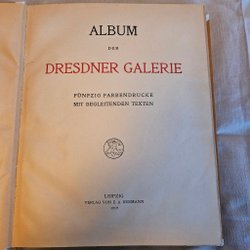 ALBUM
DER
DRESDNER GALERIE
FÜNFZIG FARBENDRUCKE
MIT BEGLEITENDEN TEXTEN
LEIPZIG
VERLAG VON E. A. SEEMANN